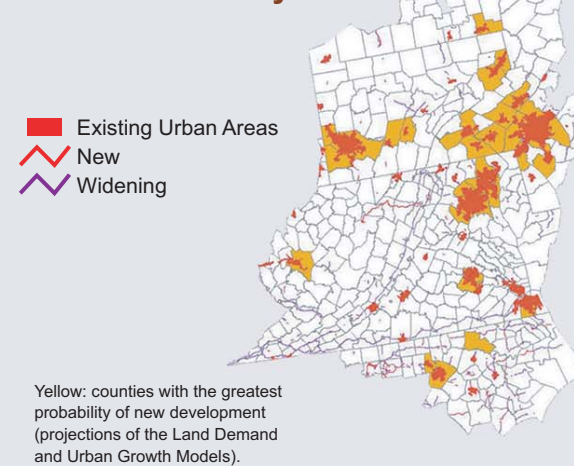 Existing Urban Areas
New
Widening
Yellow: counties with the greatest
probability of new development
(projections of the Land Demand
and Urban Growth Models).